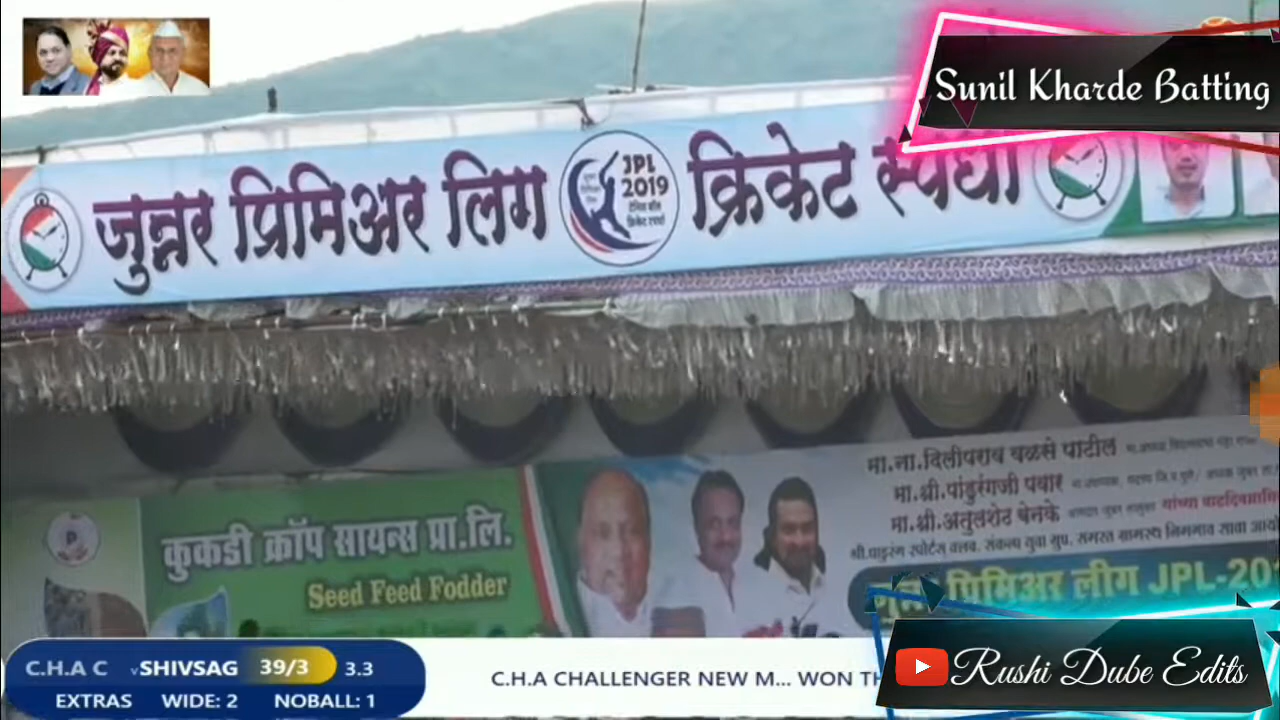 Sunil Kharde Batting
जुन्नर प्रिमिअर लिग
JPL
2019
टेनिस बॉल
क्रिकेट स्पर्धा
क्रिकेट स्पर्धा
मा.ना.दिलीपराव वळसे पाटील
मा.श्री.पांडुरंगजी पवार
मा.श्री.अतुलशेठ बेनके
कुकडी क्रॉप सायन्स प्रा.लि.
Seed Feed Fodder
प्रिमिअर लीग JPL-20
C.H.A C v SHIVSAG 39/3 3.3
EXTRAS WIDE: 2 NOBALL: 1
C.H.A CHALLENGER NEW M... WON
Rushi Dube Edits